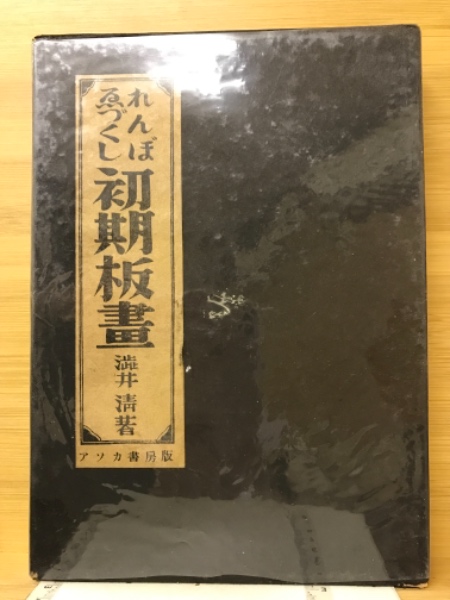 れんぼ
ゑづくし
初期板畫
澁井清著
アソカ書房版